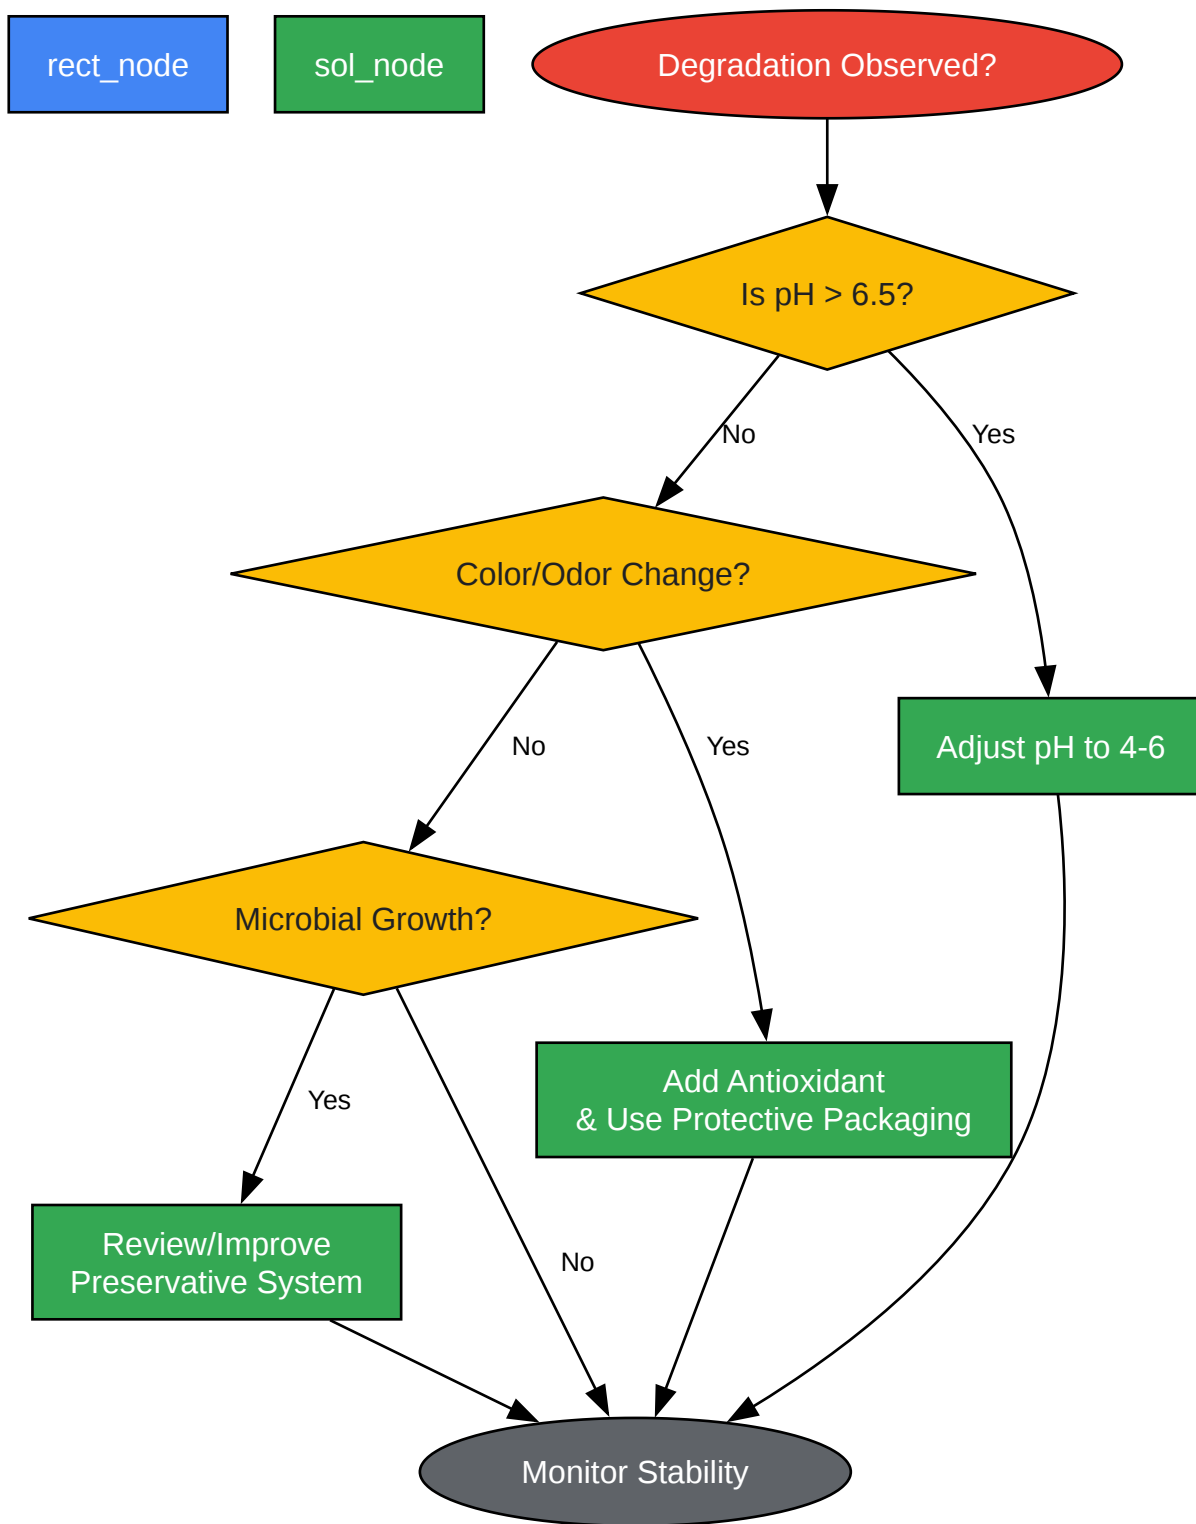 rect_node
sol_node
Degradation Observed?
Is pH > 6.5?
No
Yes
Color/Odor Change?
No
Yes
Adjust pH to 4-6
Microbial Growth?
Yes
No
Add Antioxidant
& Use Protective Packaging
Review/Improve
Preservative System
Monitor Stability